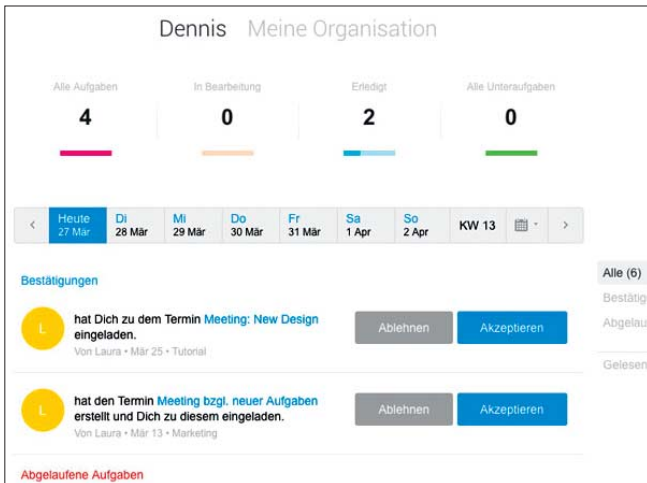 Dennis Meine Organisation
Alle Aufgaben In Bearbeitung Erledigt Alle Unteraufgaben
4 0 2 0
< Heute Di Mi Do Fr Sa So KW 13 >
27 Mär 28 Mär 29 Mär 30 Mär 31 Mär 1 Apr 2 Apr
Alle (6)
Bestätig
Abgelau
Gelesen
Bestätigungen
L
hat Dich zu dem Termin Meeting: New Design
eingeladen.
Von Laura • Mär 25 • Tutorial
Ablehnen Akzeptieren
L
hat den Termin Meeting bzgl. neuer Aufgaben
erstellt und Dich zu diesem eingeladen.
Von Laura • Mär 13 • Marketing
Ablehnen Akzeptieren
Abgelaufene Aufgaben